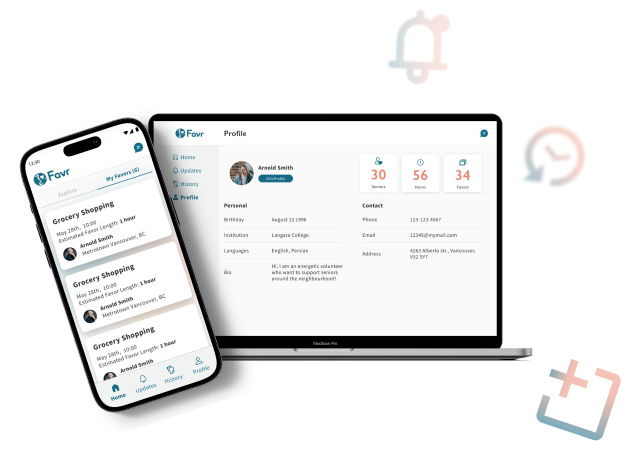 12:30
Favr
Explore
My Favors (6)
Grocery Shopping
May 28th, 10:00
Estimated Favor Length: 1 hour
Arnold Smith
Metrotown Vancouver, BC
Grocery Shopping
May 28th, 10:00
Estimated Favor Length: 1 hour
Arnold Smith
Metrotown Vancouver, BC
Grocery Shopping
May 28th, 10:00
Estimated Favor Length: 1 hour
Arnold Smith
Home
Updates
History
Profile
Favr
Profile
Home
Updates
History
Profile
Arnold Smith
Edit Profile
30
Seniors
56
Hours
34
Favors
Personal
Birthday August 12 1996
Institution Langara College
Languages English, Persian
Bio Hi, I am an energetic volunteer
who want to support seniors
around the neighbourhood!
Contact
Phone 123-123-4567
Email 12345@mymail.com
Address 4263 Alberta str., Vancouver,
V5Z 5Y7
MacBook Pro